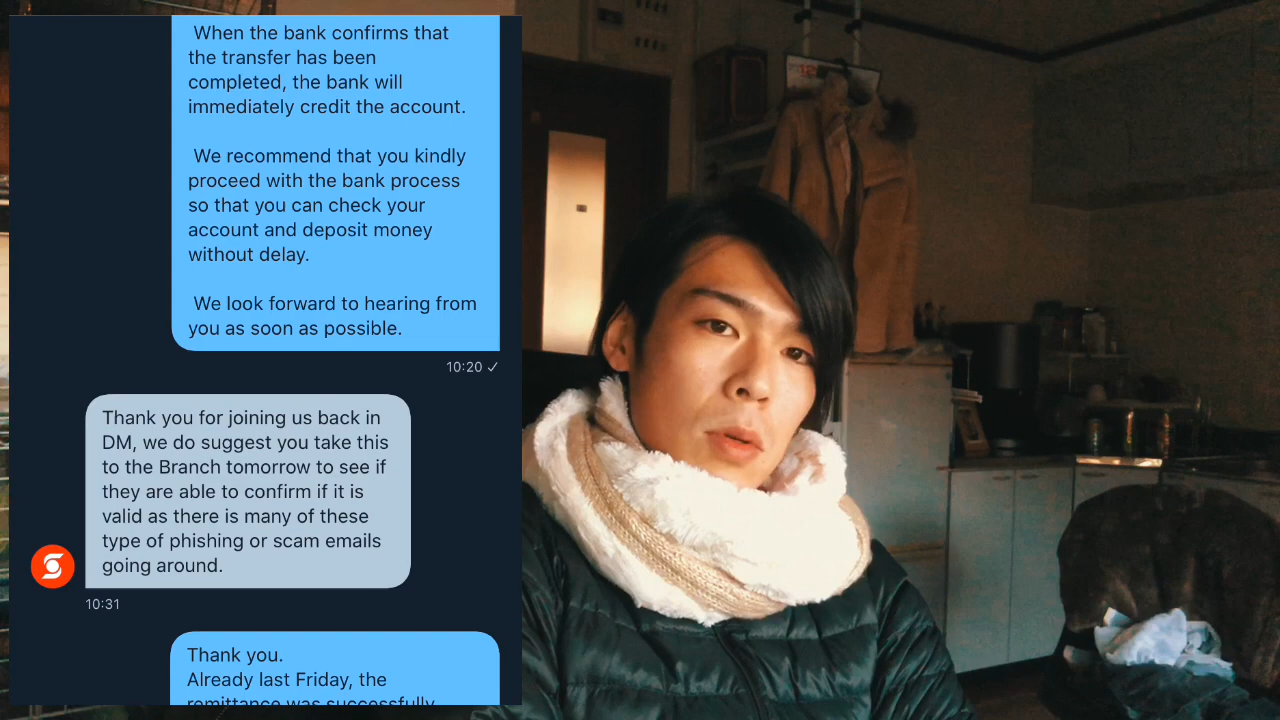 When the bank confirms that
the transfer has been
completed, the bank will
immediately credit the account.
We recommend that you kindly
proceed with the bank process
so that you can check your
account and deposit money
without delay.
We look forward to hearing from
you as soon as possible.
10:20
Thank you for joining us back in
DM, we do suggest you take this
to the Branch tomorrow to see if
they are able to confirm if it is
valid as there is many of these
type of phishing or scam emails
going around.
10:31
Thank you.
Already last Friday, the
remittance was successfully